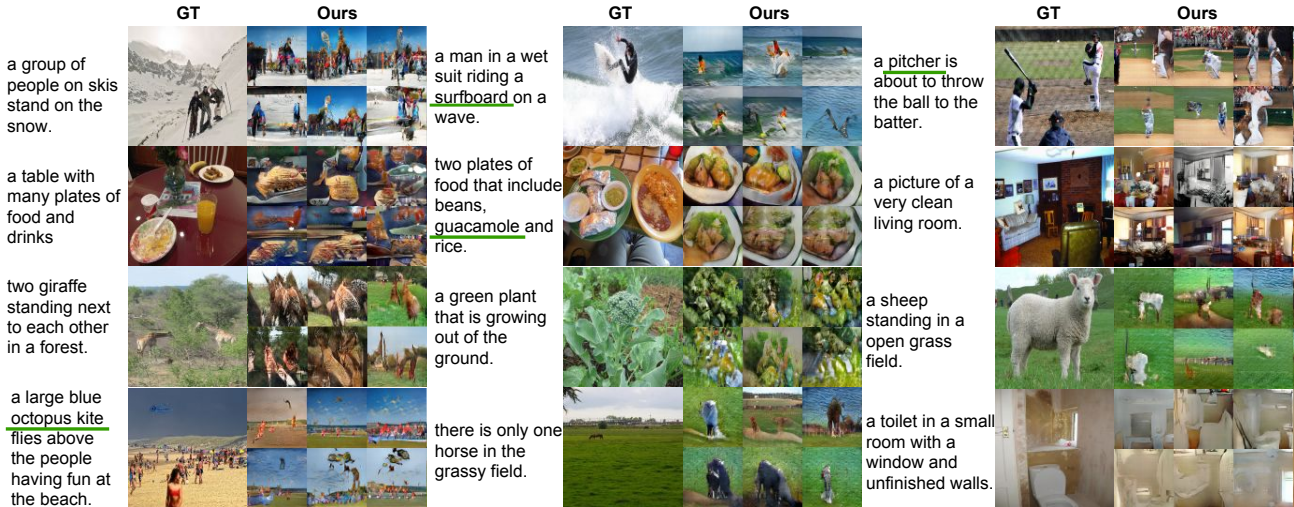 GT
Ours
a group of
people on skis
stand on the
snow.
a table with
many plates of
food and
drinks
two giraffe
standing next
to each other
in a forest.
a large blue
octopus kite
flies above
the people
having fun at
the beach.
a man in a wet
suit riding a
surfboard on a
wave.
two plates of
food that include
beans,
guacamole and
rice.
a green plant
that is growing
out of the
ground.
there is only one
horse in the
grassy field.
GT
Ours
GT
Ours
a pitcher is
about to throw
the ball to the
batter.
a picture of a
very clean
living room.
a sheep
standing in a
open grass
field.
a toilet in a small
room with a
window and
unfinished walls.